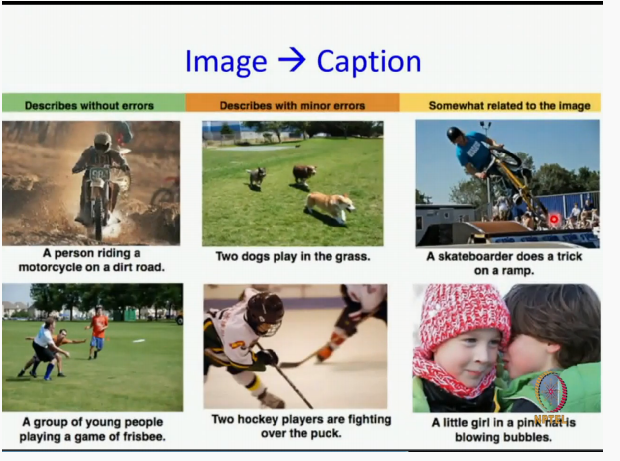 Image → Caption
Describes without errors
Describes with minor errors
Somewhat related to the image
A person riding a
motorcycle on a dirt road.
Two dogs play in the grass.
A skateboarder does a trick
on a ramp.
A group of young people
playing a game of frisbee.
Two hockey players are fighting
over the puck.
A little girl in a pink hat is
blowing bubbles.
NPTEL